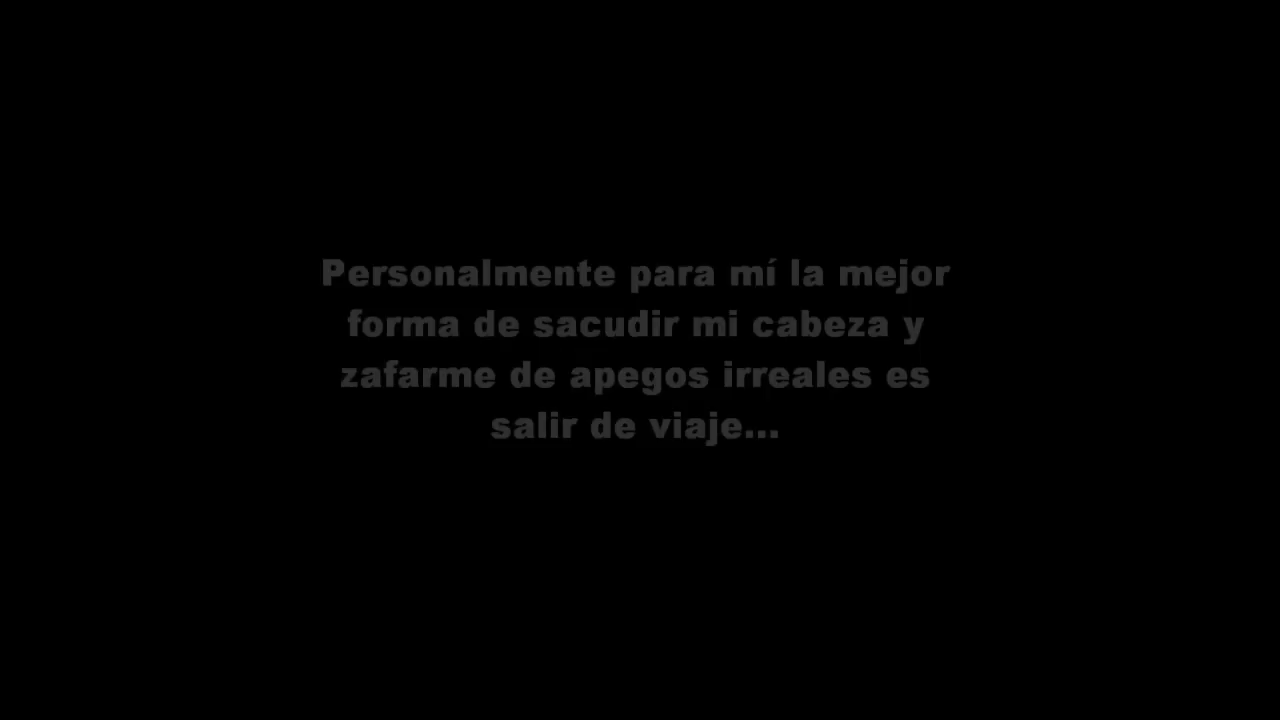 Personalmente para mí la mejor
forma de sacudir mi cabeza y
zafarme de apegos irreales es
salir de viaje...